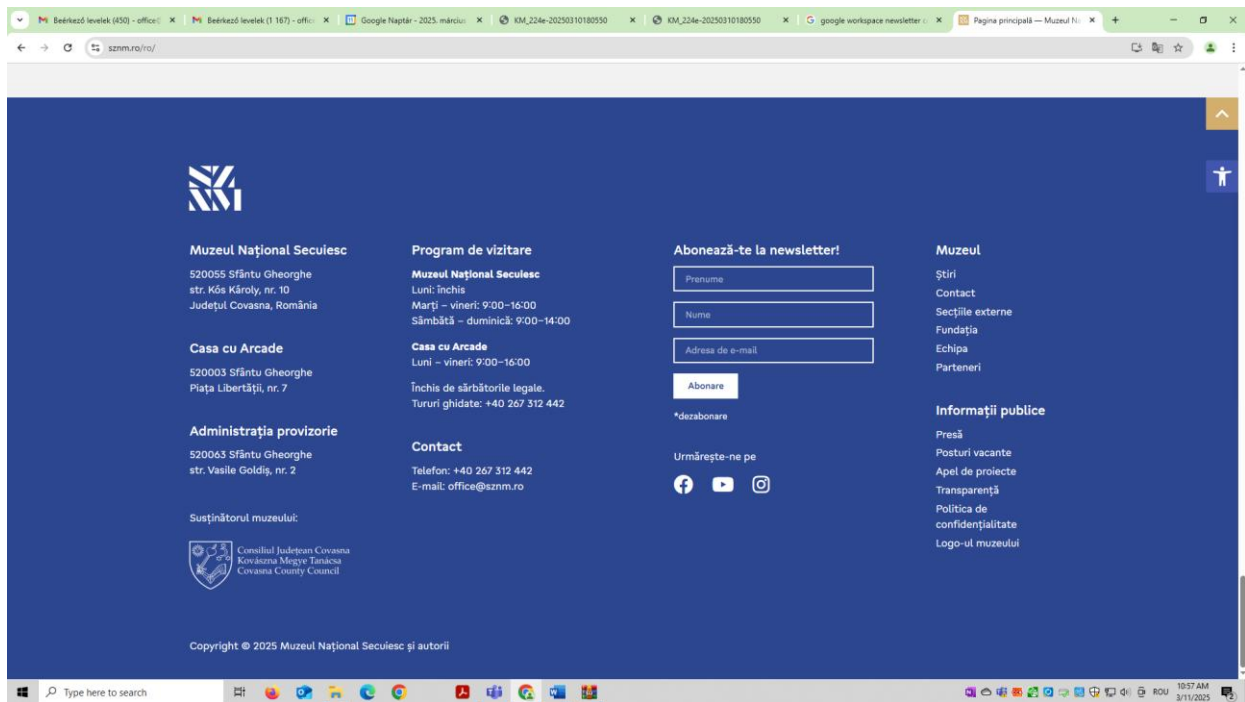 Beérkező levelek (450) - office@
Beérkező levelek (1 167) - offic
Google Naptár - 2025. március
KM_224e-20250310180550
KM_224e-20250310180550
google workspace newsletter
Pagina principală — Muzeul Na
sznm.ro/ro/
Muzeul Național Secuiesc
520055 Sfântu Gheorghe
str. Kós Károly, nr. 10
Județul Covasna, România
Casa cu Arcade
520003 Sfântu Gheorghe
Piața Libertății, nr. 7
Administrația provizorie
520063 Sfântu Gheorghe
str. Vasile Goldiș, nr. 2
Susținătorul muzeului:
Consiliul Județean Covasna
Kovászna Megye Tanácsa
Covasna County Council
Program de vizitare
Muzeul Național Secuiesc
Luni: închis
Marți – vineri: 9:00–16:00
Sâmbătă – duminică: 9:00–14:00
Casa cu Arcade
Luni – vineri: 9:00–16:00
Închis de sărbătorile legale.
Tururi ghidate: +40 267 312 442
Contact
Telefon: +40 267 312 442
E-mail: office@sznm.ro
Abonează-te la newsletter!
Prenume
Nume
Adresa de e-mail
Abonare
*dezabonare
Urmărește-ne pe
Muzeul
Știri
Contact
Secțiile externe
Fundația
Echipa
Parteneri
Informații publice
Presă
Posturi vacante
Apel de proiecte
Transparență
Politica de
confidențialitate
Logo-ul muzeului
Copyright © 2025 Muzeul Național Secuiesc și autorii
Type here to search
ROU
10:57 AM
3/11/2025